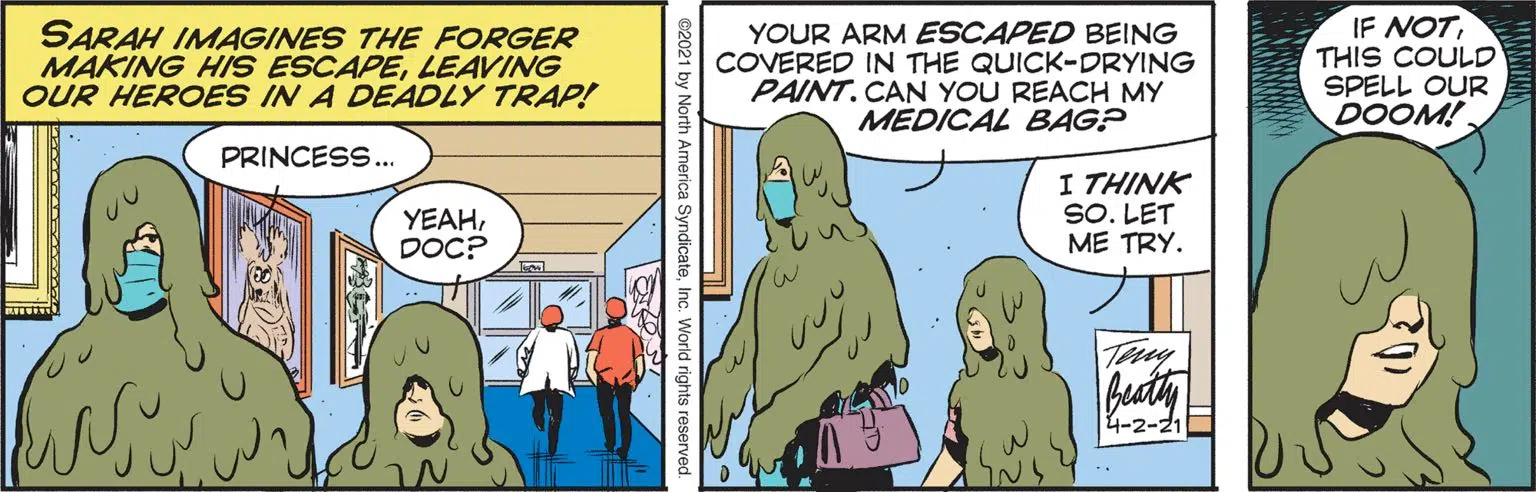 SARAH IMAGINES THE FORGER
MAKING HIS ESCAPE, LEAVING
OUR HEROES IN A DEADLY TRAP!
PRINCESS...
YEAH,
DOC?
©2021 by North America Syndicate, Inc. World rights reserved.
YOUR ARM ESCAPED BEING
COVERED IN THE QUICK-DRYING
PAINT. CAN YOU REACH MY
MEDICAL BAG?
I THINK
SO. LET
ME TRY.
Terry
Beatty
4-2-21
IF NOT,
THIS COULD
SPELL OUR
DOOM!